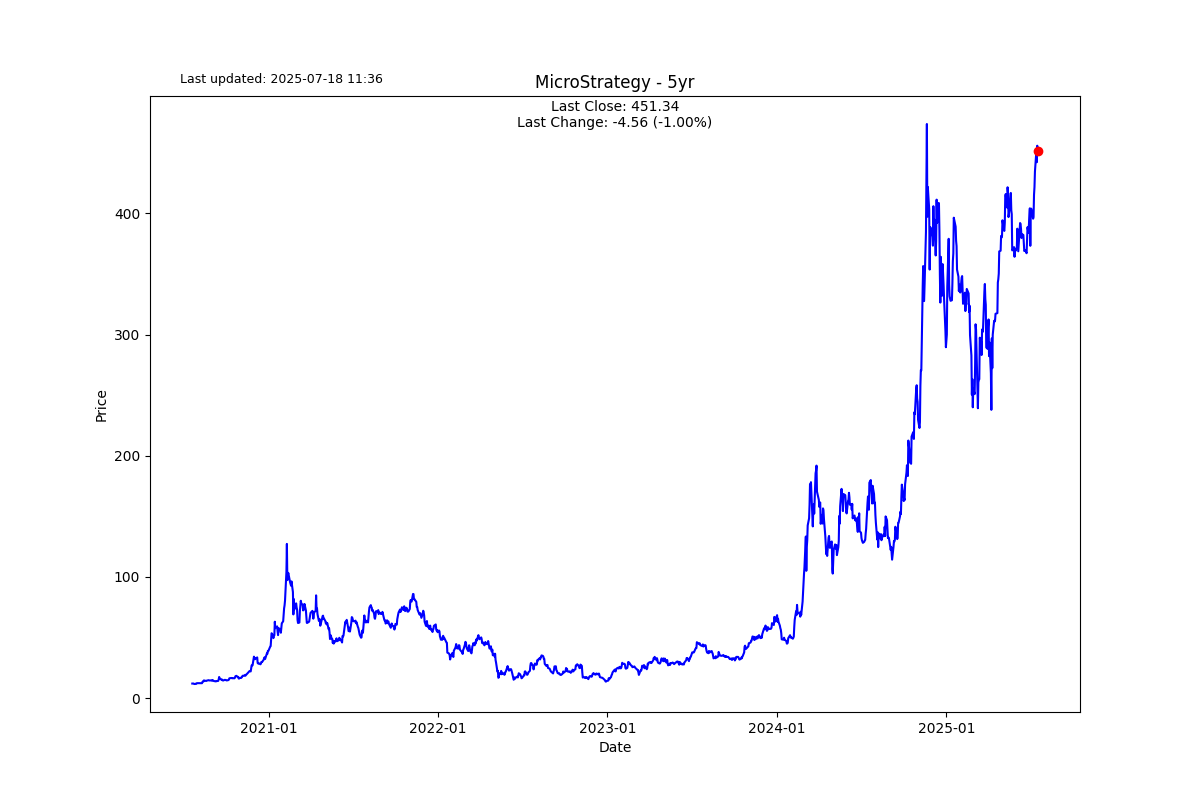 Last updated: 2025-07-18 11:36
MicroStrategy - 5yr
Last Close: 451.34
Last Change: -4.56 (-1.00%)
Price
400
300
200
100
0
2021-01
2022-01
2023-01
2024-01
2025-01
Date